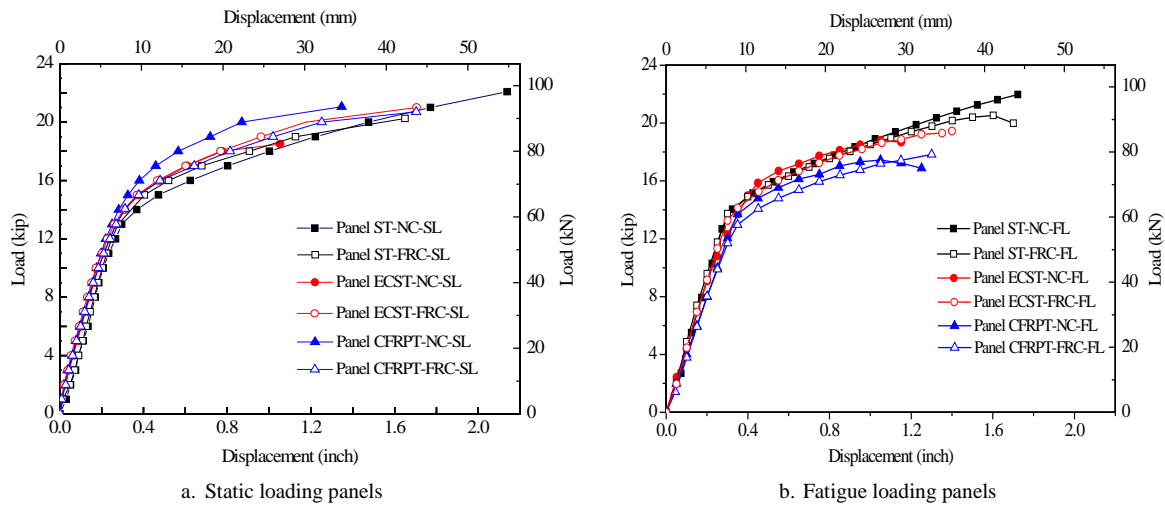 Displacement (mm)
0 10 20 30 40 50
24
20
16
12
8
4
0
Load (kip)
100
80
60
40
20
0
Load (kN)
Panel ST-NC-SL
Panel ST-FRC-SL
Panel ECST-NC-SL
Panel ECST-FRC-SL
Panel CFRPT-NC-SL
Panel CFRPT-FRC-SL
0.0 0.4 0.8 1.2 1.6 2.0
Displacement (inch)
a. Static loading panels
Displacement (mm)
0 10 20 30 40 50
24
20
16
12
8
4
0
Load (kip)
100
80
60
40
20
0
Load (kN)
Panel ST-NC-FL
Panel ST-FRC-FL
Panel ECST-NC-FL
Panel ECST-FRC-FL
Panel CFRPT-NC-FL
Panel CFRPT-FRC-FL
0.0 0.4 0.8 1.2 1.6 2.0
Displacement (inch)
b. Fatigue loading panels